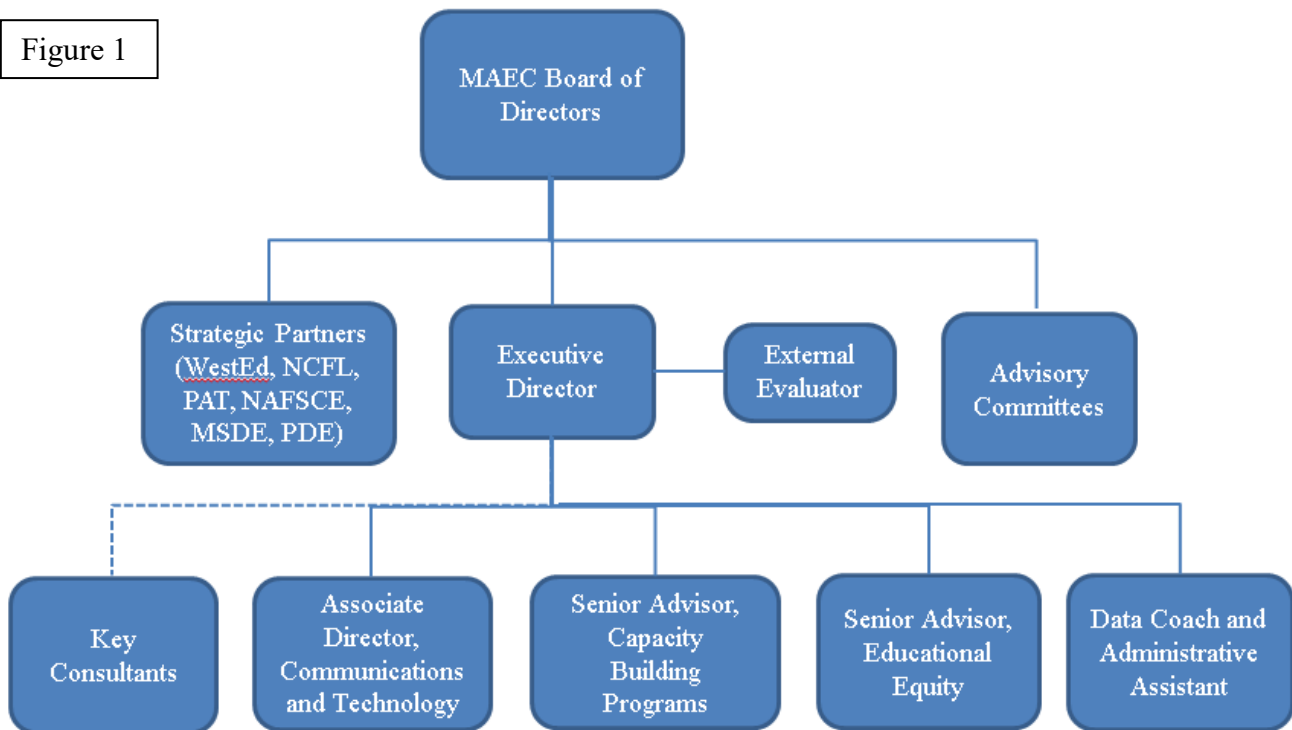 Figure 1
MAEC Board of
Directors
Strategic Partners
(WestEd, NCFL,
PAT, NAFSCE,
MSDE, PDE)
Executive
Director
External
Evaluator
Advisory
Committees
Key
Consultants
Associate
Director,
Communications
and Technology
Senior Advisor,
Capacity
Building
Programs
Senior Advisor,
Educational
Equity
Data Coach and
Administrative
Assistant